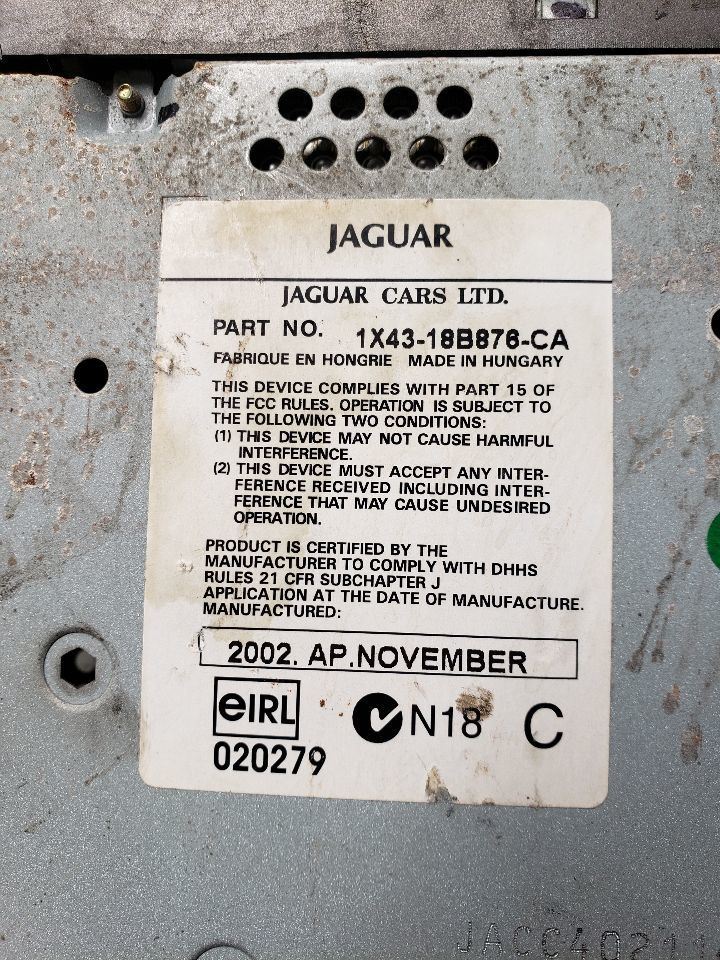 JAGUAR
JAGUAR CARS LTD.
PART NO. 1X43-18B876-CA
FABRIQUE EN HONGRIE MADE IN HUNGARY
THIS DEVICE COMPLIES WITH PART 15 OF
THE FCC RULES. OPERATION IS SUBJECT TO
THE FOLLOWING TWO CONDITIONS:
(1) THIS DEVICE MAY NOT CAUSE HARMFUL
INTERFERENCE.
(2) THIS DEVICE MUST ACCEPT ANY INTER-
FERENCE RECEIVED INCLUDING INTER-
FERENCE THAT MAY CAUSE UNDESIRED
OPERATION.
PRODUCT IS CERTIFIED BY THE
MANUFACTURER TO COMPLY WITH DHHS
RULES 21 CFR SUBCHAPTER J
APPLICATION AT THE DATE OF MANUFACTURE.
MANUFACTURED:
2002. AP.NOVEMBER
eIRL N18 C
020279